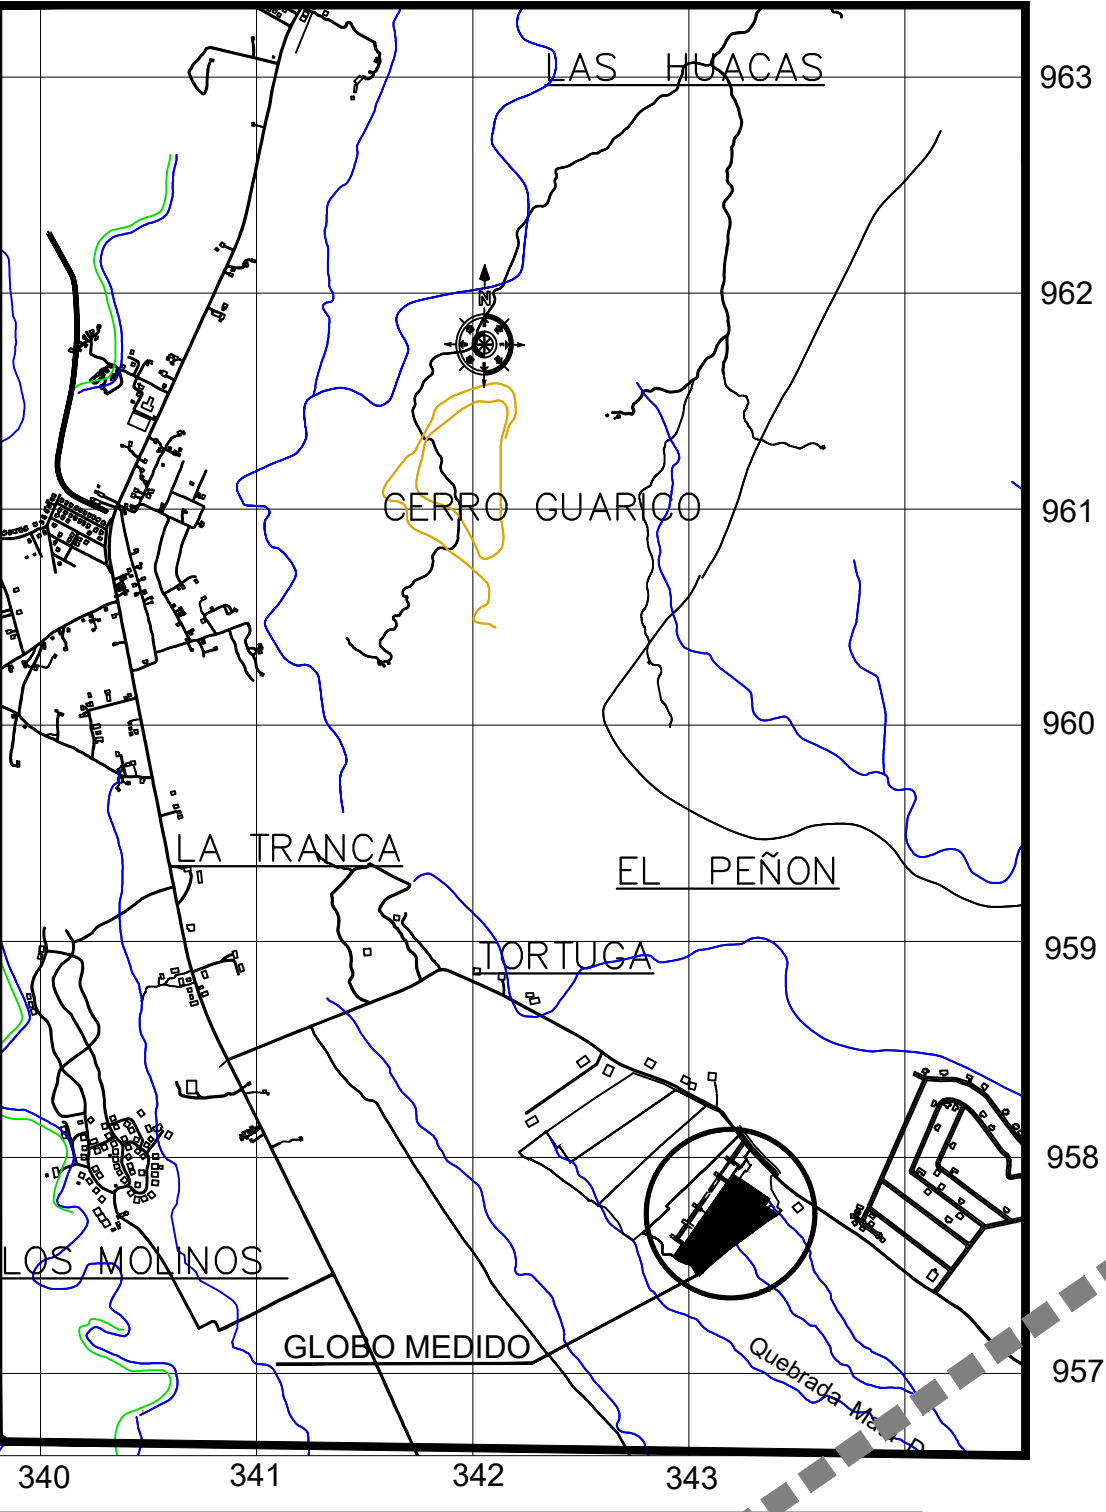 LAS HUACAS
963
962
N
CERRO GUARICO
961
960
LA TRANCA
EL PEÑON
TORTUGA
959
958
LOS MOLINOS
GLOBO MEDIDO
957
Quebrada
340
341
342
343